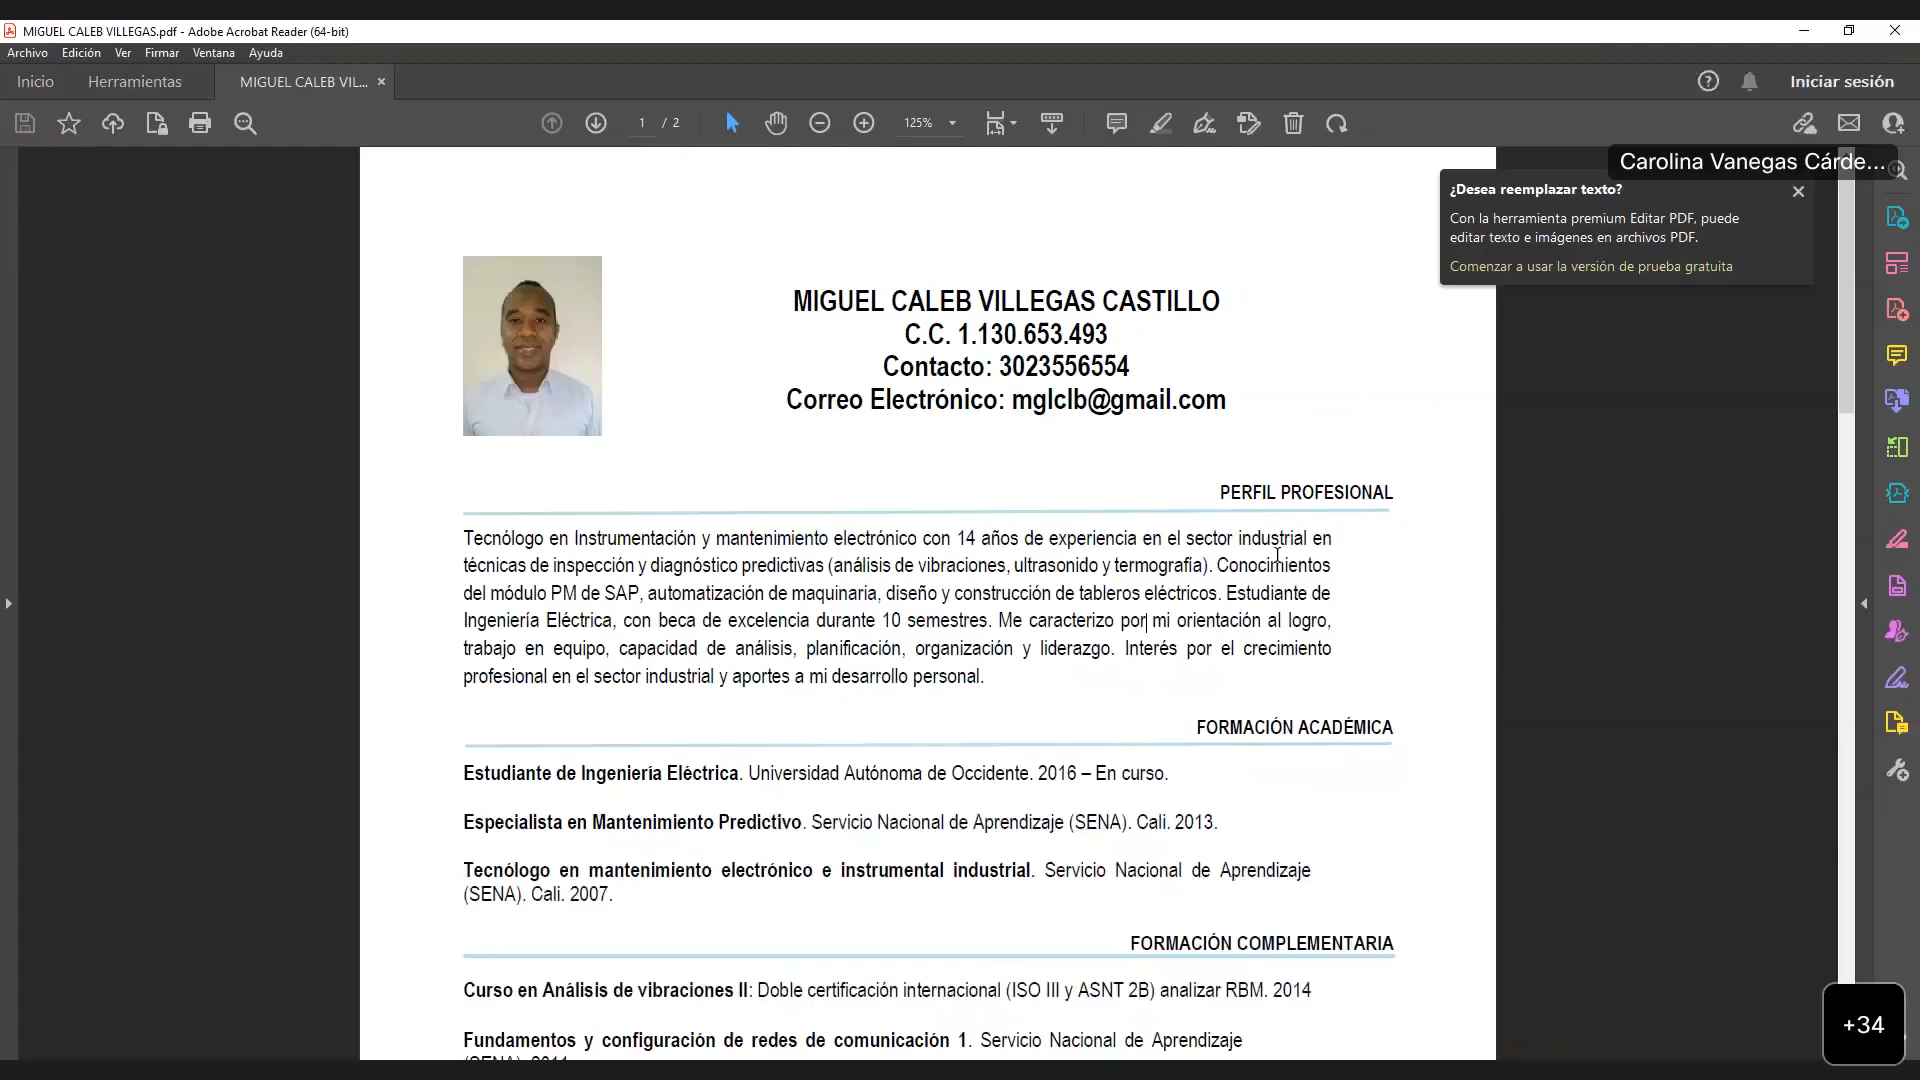 MIGUEL CALEB VILLEGAS.pdf - Adobe Acrobat Reader (64-bit)
Archivo Edición Ver Firmar Ventana Ayuda
Inicio Herramientas MIGUEL CALEB VIL... Iniciar sesión
1 / 2 125%
Carolina Vanegas Cárde...
¿Desea reemplazar texto?
Con la herramienta premium Editar PDF, puede
editar texto e imágenes en archivos PDF.
Comenzar a usar la versión de prueba gratuita
MIGUEL CALEB VILLEGAS CASTILLO
C.C. 1.130.653.493
Contacto: 3023556554
Correo Electrónico: mglclb@gmail.com
PERFIL PROFESIONAL
Tecnólogo en Instrumentación y mantenimiento electrónico con 14 años de experiencia en el sector industrial en
técnicas de inspección y diagnóstico predictivas (análisis de vibraciones, ultrasonido y termografía). Conocimientos
del módulo PM de SAP, automatización de maquinaria, diseño y construcción de tableros eléctricos. Estudiante de
Ingeniería Eléctrica, con beca de excelencia durante 10 semestres. Me caracterizo por mi orientación al logro,
trabajo en equipo, capacidad de análisis, planificación, organización y liderazgo. Interés por el crecimiento
profesional en el sector industrial y aportes a mi desarrollo personal.
FORMACIÓN ACADÉMICA
Estudiante de Ingeniería Eléctrica. Universidad Autónoma de Occidente. 2016 – En curso.
Especialista en Mantenimiento Predictivo. Servicio Nacional de Aprendizaje (SENA). Cali. 2013.
Tecnólogo en mantenimiento electrónico e instrumental industrial. Servicio Nacional de Aprendizaje
(SENA). Cali. 2007.
FORMACIÓN COMPLEMENTARIA
Curso en Análisis de vibraciones II: Doble certificación internacional (ISO III y ASNT 2B) analizar RBM. 2014
Fundamentos y configuración de redes de comunicación 1. Servicio Nacional de Aprendizaje
+34